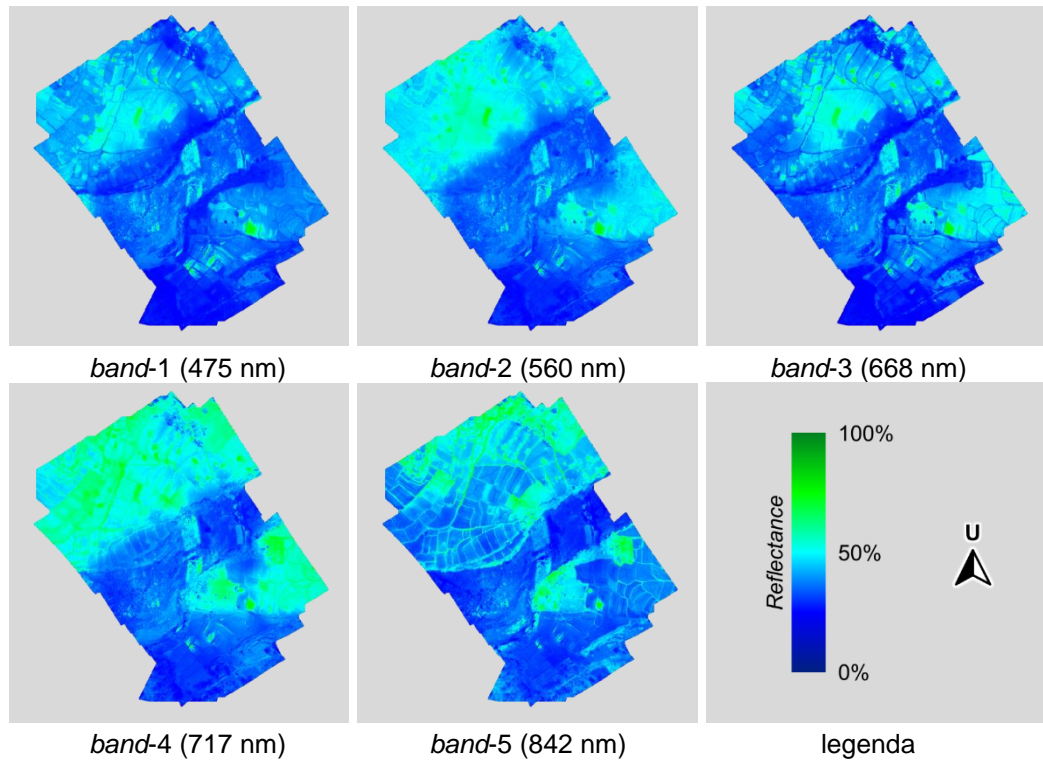 band-1 (475 nm)
band-2 (560 nm)
band-3 (668 nm)
100%
Reflectance
50%
0%
U
band-4 (717 nm)
band-5 (842 nm)
legenda